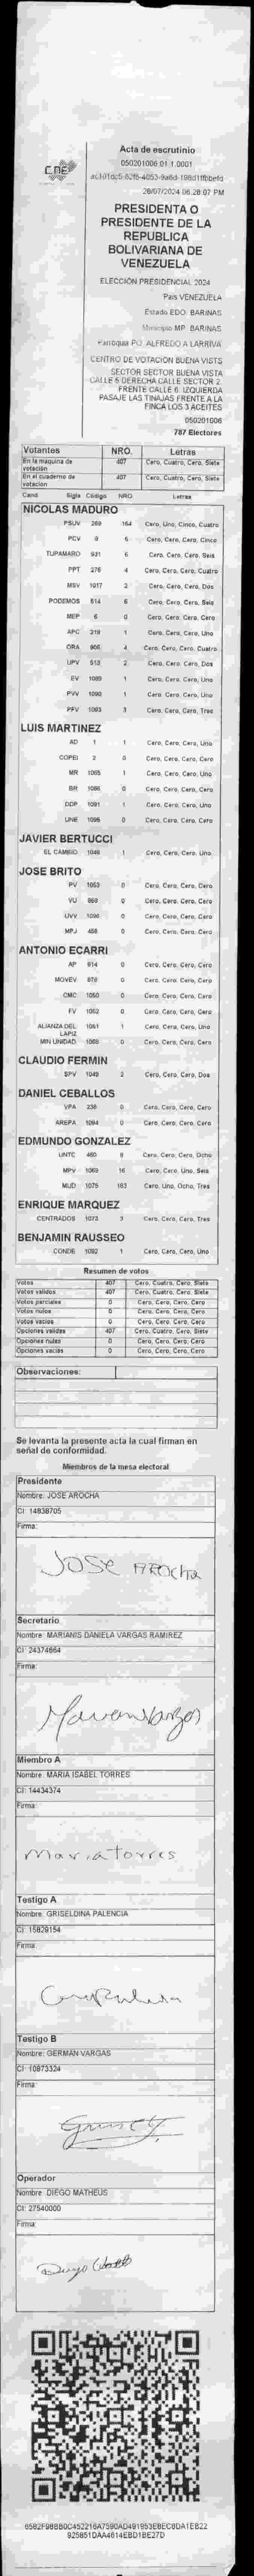 CNE
Acta de escrutinio
050201006.01.1.0001
28/07/2024 06:28:07 PM
PRESIDENTA O
PRESIDENTE DE LA
REPUBLICA
BOLIVARIANA DE
VENEZUELA
ELECCIÓN PRESIDENCIAL 2024
País VENEZUELA
Estado EDO. BARINAS
Municipio MP. BARINAS
Parroquia PQ. ALFREDO A LARRIVA
CENTRO DE VOTACIÓN BUENA VISTS
SECTOR SECTOR BUENA VISTA
CALLE 5 DERECHA CALLE SECTOR 2.
FRENTE CALLE 6. IZQUIERDA
PASAJE LAS TINAJAS FRENTE A LA
FINCA LOS 3 ACEITES
050201006
787 Electores
Votantes NRO. Letras
En la maquina de votación 407 Cero, Cuatro, Cero, Siete
En el cuaderno de votación 407 Cero, Cuatro, Cero, Siete
Cand Sigla Código NRO Letras
NICOLAS MADURO
PSUV 269 154 Cero, Uno, Cinco, Cuatro
PCV 9 5 Cero, Cero, Cero, Cinco
TUPAMARO 931 6 Cero, Cero, Cero, Seis
PPT 276 4 Cero, Cero, Cero, Cuatro
MSV 1017 2 Cero, Cero, Cero, Dos
PODEMOS 514 6 Cero, Cero, Cero, Seis
MEP 6 0 Cero, Cero, Cero, Cero
APC 219 1 Cero, Cero, Cero, Uno
ORA 906 4 Cero, Cero, Cero, Cuatro
UPV 513 2 Cero, Cero, Cero, Dos
EV 1089 1 Cero, Cero, Cero, Uno
PVV 1090 1 Cero, Cero, Cero, Uno
PFV 1093 3 Cero, Cero, Cero, Tres
LUIS MARTINEZ
AD 1 1 Cero, Cero, Cero, Uno
COPEI 2 0 Cero, Cero, Cero, Cero
MR 1065 1 Cero, Cero, Cero, Uno
BR 1086 0 Cero, Cero, Cero, Cero
DDP 1091 1 Cero, Cero, Cero, Uno
UNE 1095 0 Cero, Cero, Cero, Cero
JAVIER BERTUCCI
EL CAMBIO 1048 1 Cero, Cero, Cero, Uno
JOSE BRITO
PV 1053 0 Cero, Cero, Cero, Cero
VU 969 0 Cero, Cero, Cero, Cero
UVV 1096 0 Cero, Cero, Cero, Cero
MPJ 458 0 Cero, Cero, Cero, Cero
ANTONIO ECARRI
AP 914 0 Cero, Cero, Cero, Cero
MOVEV 976 0 Cero, Cero, Cero, Cero
CMC 1050 0 Cero, Cero, Cero, Cero
FV 1052 0 Cero, Cero, Cero, Cero
ALIANZA DEL LAPIZ 1051 1 Cero, Cero, Cero, Uno
MIN UNIDAD 1068 0 Cero, Cero, Cero, Cero
CLAUDIO FERMIN
SPV 1049 2 Cero, Cero, Cero, Dos
DANIEL CEBALLOS
VPA 238 0 Cero, Cero, Cero, Cero
AREPA 1094 0 Cero, Cero, Cero, Cero
EDMUNDO GONZALEZ
UNTC 460 8 Cero, Cero, Cero, Ocho
MPV 1069 16 Cero, Cero, Uno, Seis
MUD 1075 183 Cero, Uno, Ocho, Tres
ENRIQUE MARQUEZ
CENTRADOS 1073 3 Cero, Cero, Cero, Tres
BENJAMIN RAUSSEO
CONDE 1092 1 Cero, Cero, Cero, Uno
Resumen de votos
Votos 407 Cero, Cuatro, Cero, Siete
Votos validos 407 Cero, Cuatro, Cero, Siete
Votos parciales 0 Cero, Cero, Cero, Cero
Votos nulos 0 Cero, Cero, Cero, Cero
Votos vacios 0 Cero, Cero, Cero, Cero
Opciones validas 407 Cero, Cuatro, Cero, Siete
Opciones nulas 0 Cero, Cero, Cero, Cero
Opciones vacias 0 Cero, Cero, Cero, Cero
Observaciones:
Se levanta la presente acta la cual firman en
señal de conformidad.
Miembros de la mesa electoral
Presidente
Nombre: JOSE AROCHA
CI: 14838705
Firma:
JOSE AROCHA
Secretario
Nombre: MARIANIS DANIELA VARGAS RAMIREZ
CI: 24374664
Firma:
Miembro A
Nombre: MARIA ISABEL TORRES
CI: 14434374
Firma:
Maria torres
Testigo A
Nombre: GRISELDINA PALENCIA
CI: 15829154
Firma:
Testigo B
Nombre: GERMAN VARGAS
CI: 10873324
Firma:
Operador
Nombre: DIEGO MATHEUS
CI: 27540000
Firma: